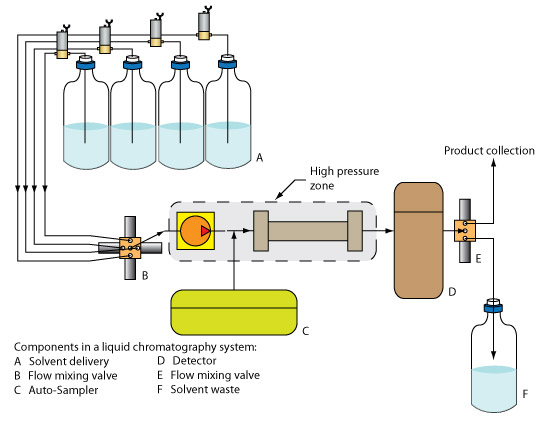 A
Product collection
High pressure
zone
B
E
D
C
Components in a liquid chromatography system:
A Solvent delivery
B Flow mixing valve
C Auto-Sampler
D Detector
E Flow mixing valve
F Solvent waste
F